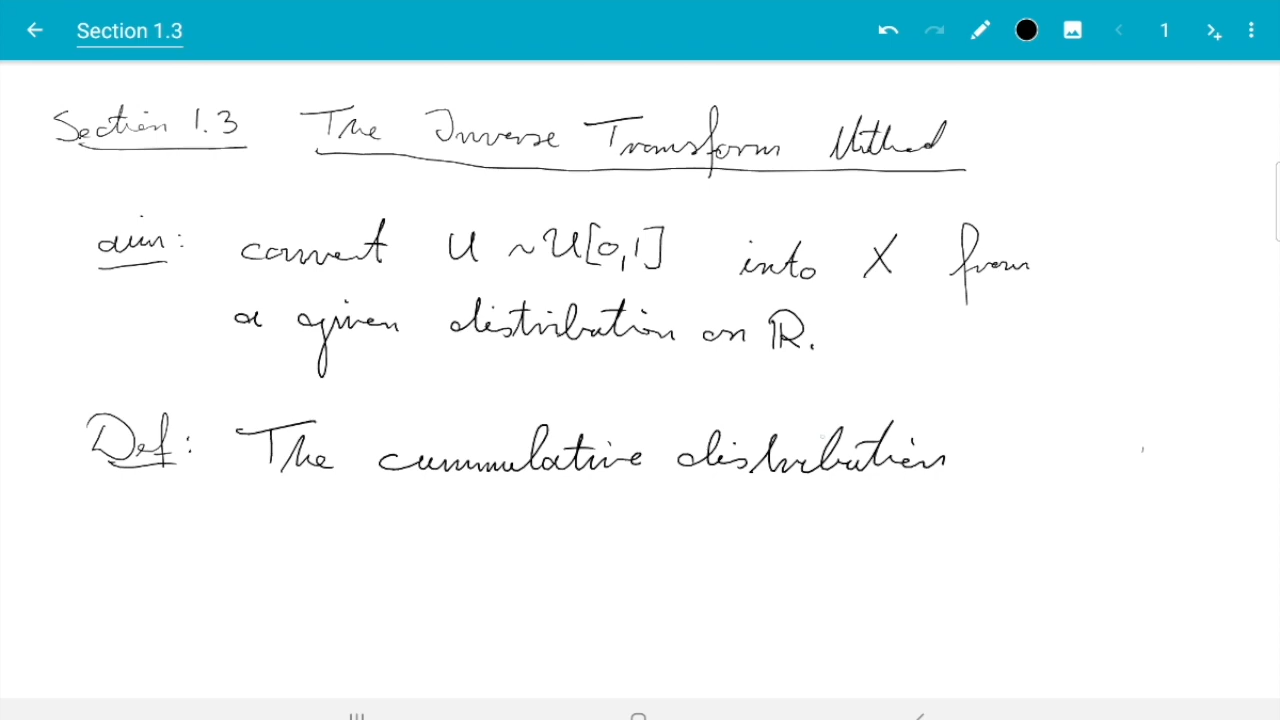 Section 1.3
1
Section 1.3 The Inverse Transform Method
aim: convert U ~ U[0,1] into X from
a given distribution on ℝ.
Def: The cummulative distribution